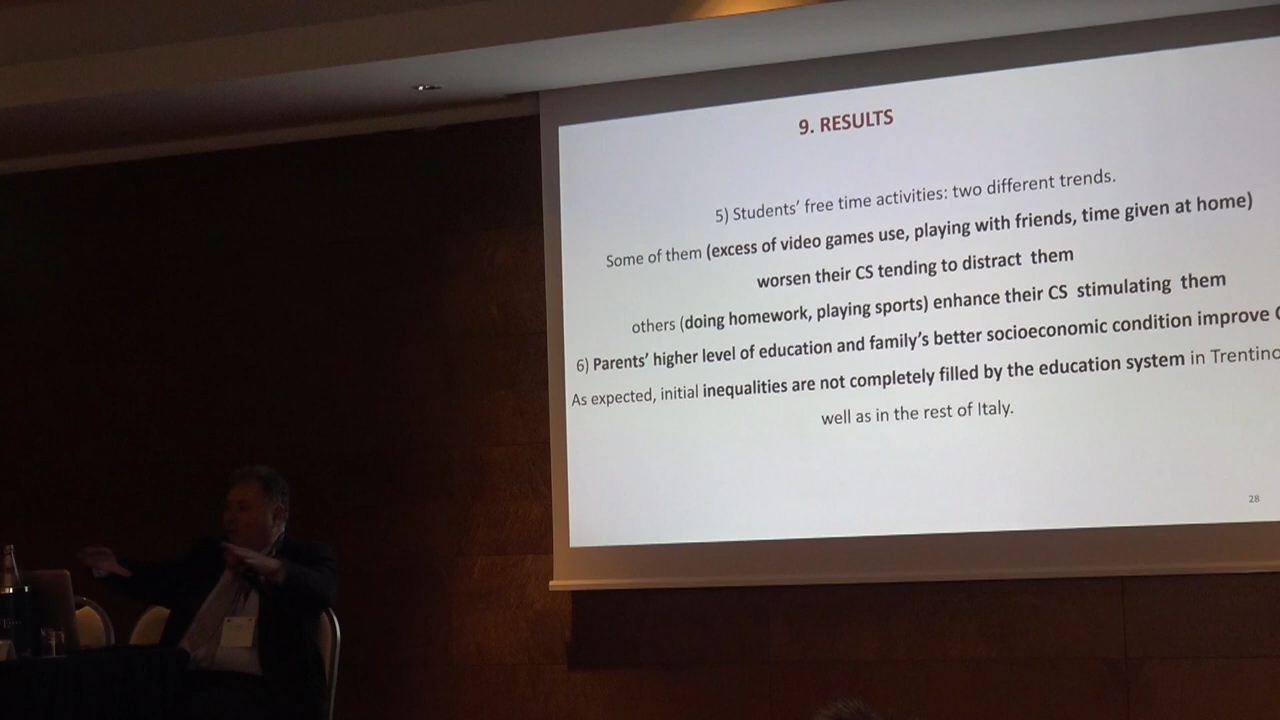 9. RESULTS
5) Students' free time activities: two different trends.
Some of them (excess of video games use, playing with friends, time given at home)
worsen their CS tending to distract them
others (doing homework, playing sports) enhance their CS stimulating them
6) Parents' higher level of education and family's better socioeconomic condition improve
As expected, initial inequalities are not completely filled by the education system in Trentino
well as in the rest of Italy.
28